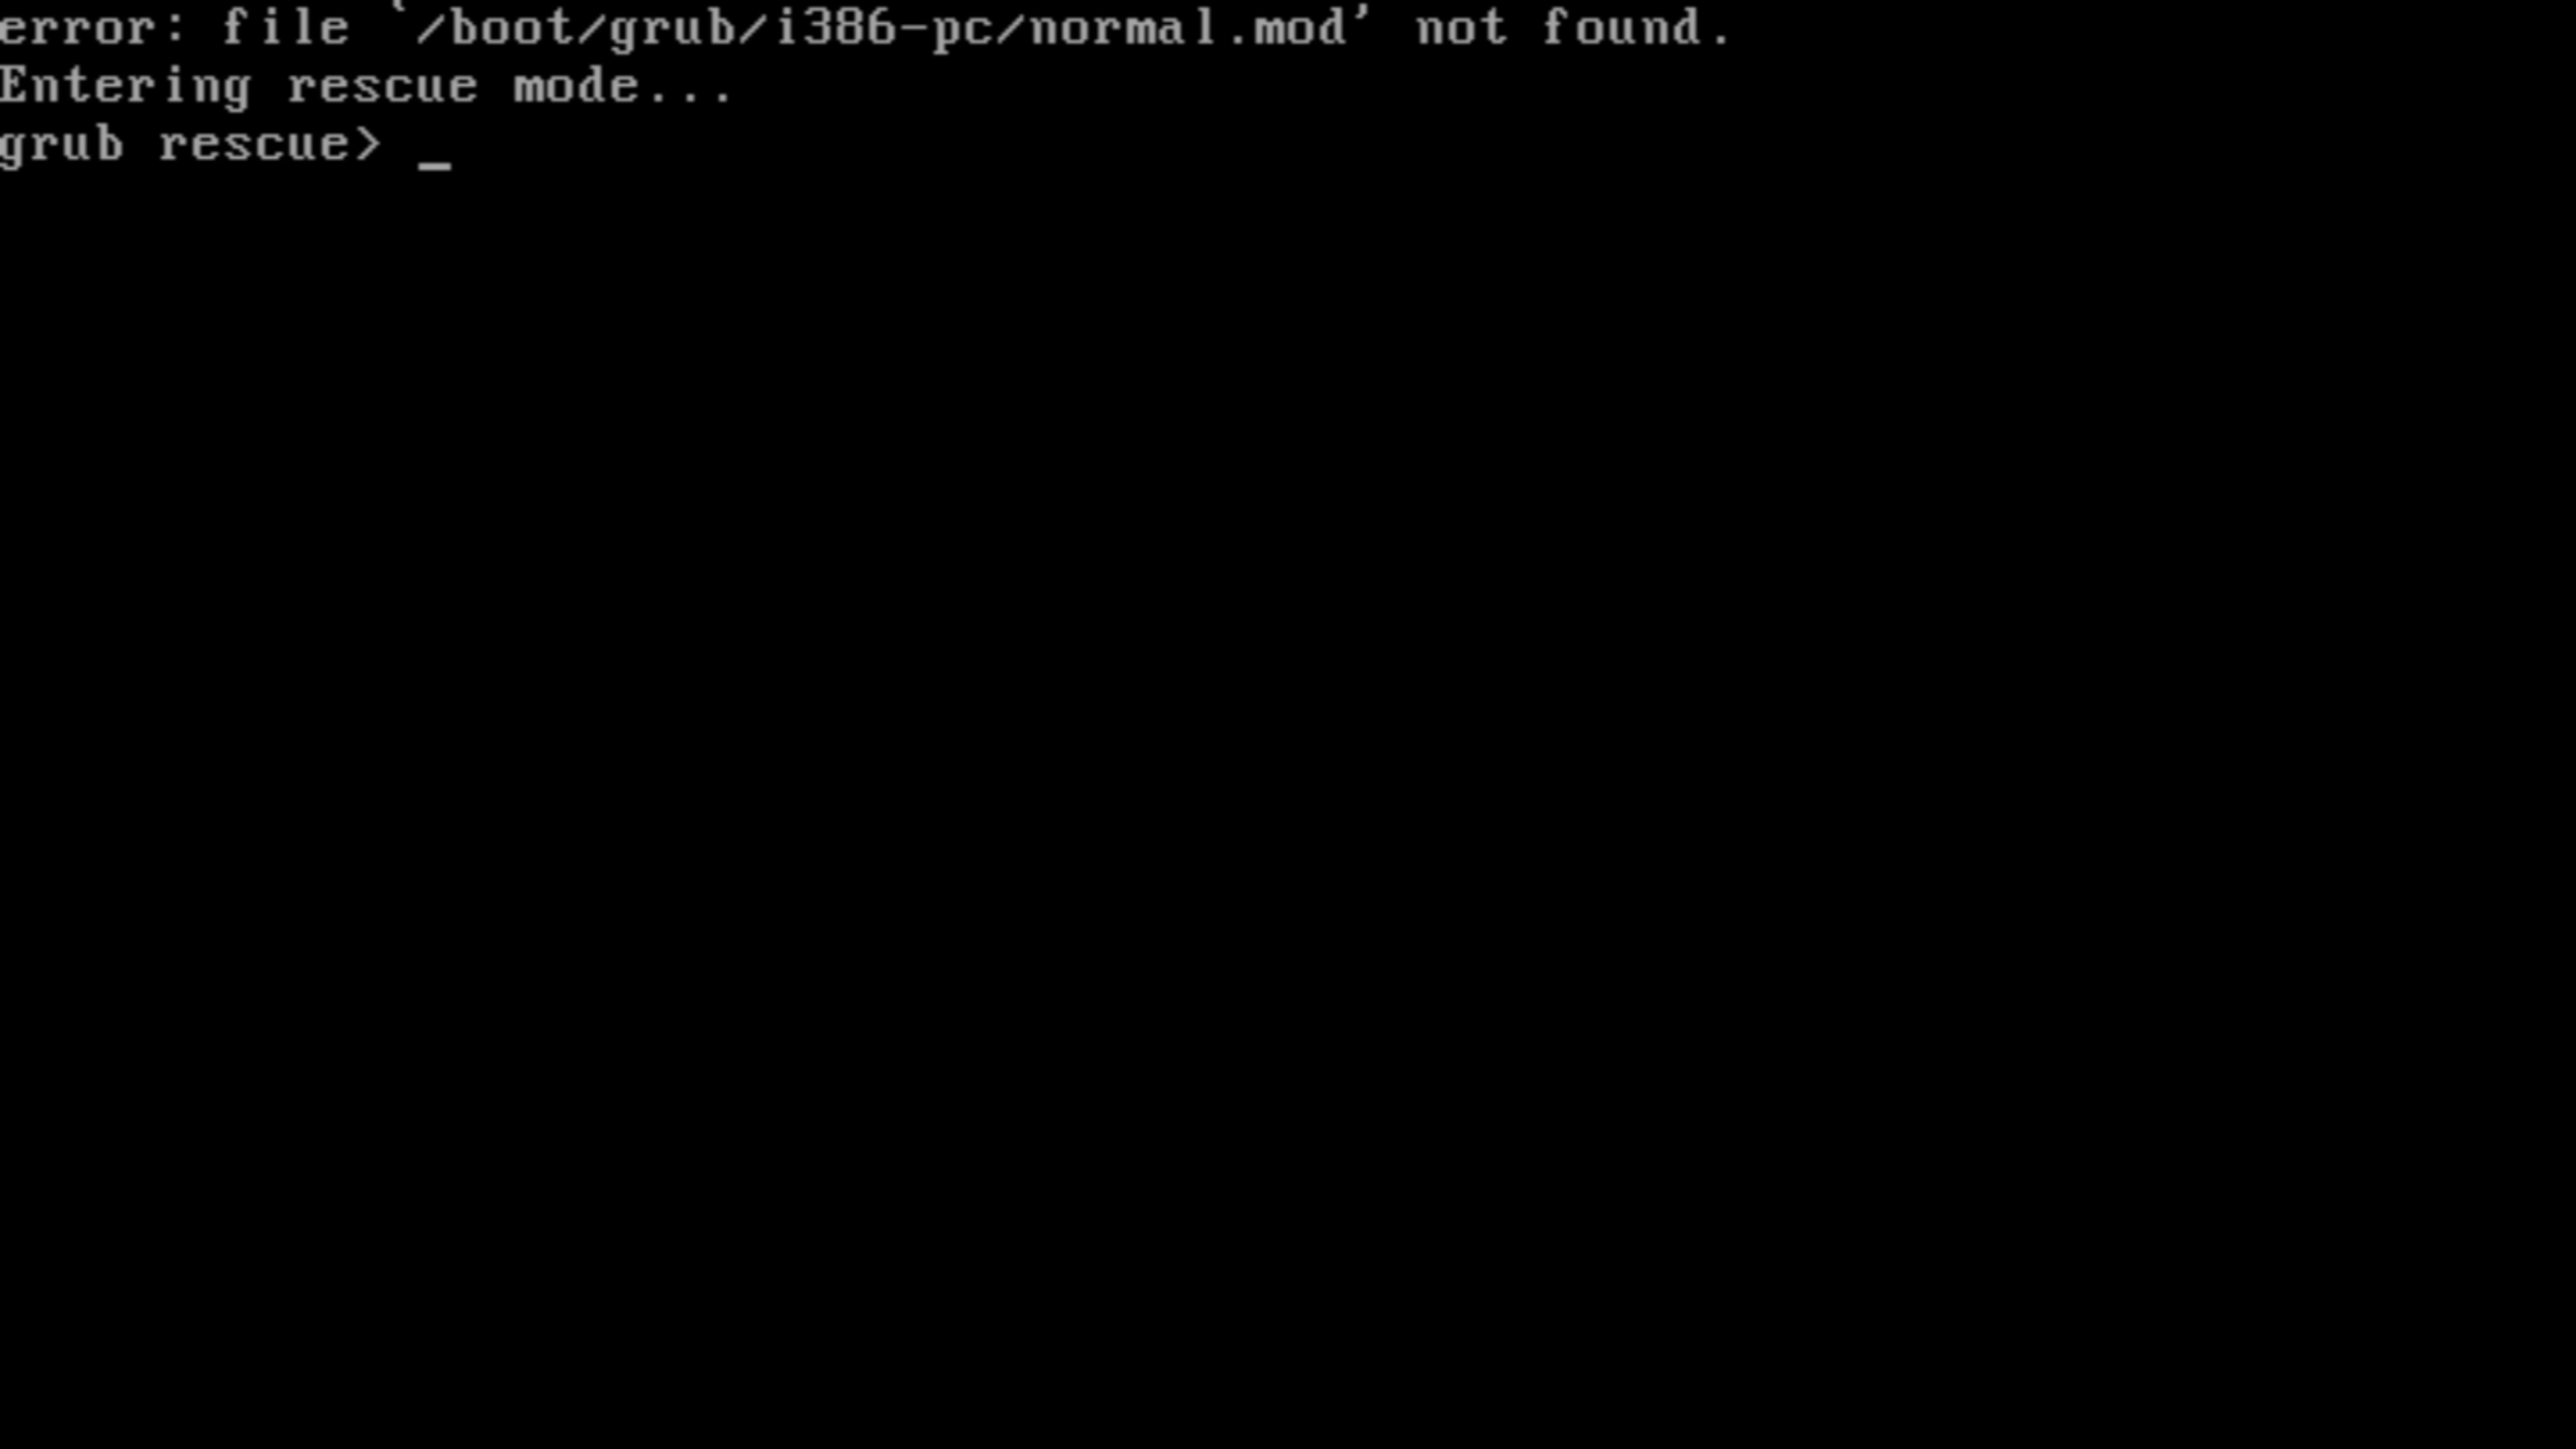 error: file `/boot/grub/i386-pc/normal.mod' not found.
Entering rescue mode...
grub rescue> _